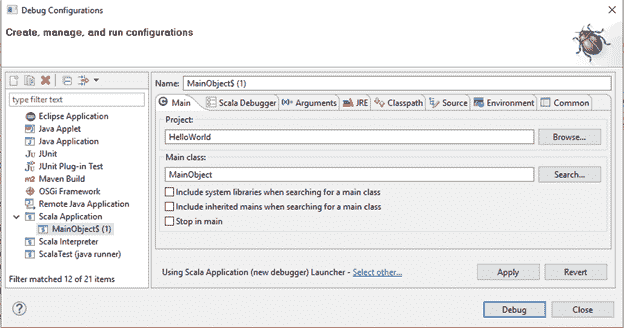 Debug Configurations
Create, manage, and run configurations
Name: MainObject$ (1)
type filter text
Main Scala Debugger Arguments JRE Classpath Source Environment Common
Eclipse Application
Java Applet
Java Application
JUnit
JUnit Plug-in Test
Maven Build
OSGi Framework
Remote Java Application
Scala Application
MainObject$ (1)
Scala Interpreter
ScalaTest (java runner)
Filter matched 12 of 21 items
Project:
HelloWorld
Browse...
Main class:
MainObject
Search...
Include system libraries when searching for a main class
Include inherited mains when searching for a main class
Stop in main
Using Scala Application (new debugger) Launcher - Select other...
Apply
Revert
Debug
Close